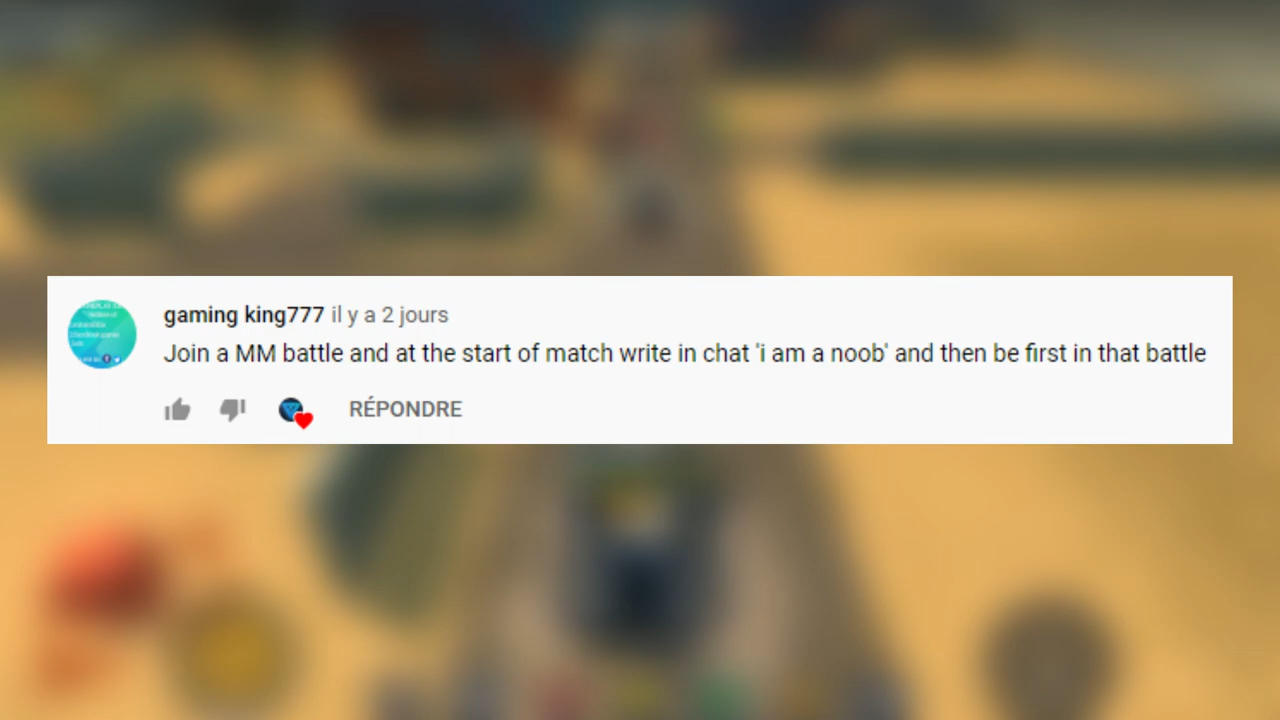 gaming king777 il y a 2 jours
Join a MM battle and at the start of match write in chat 'i am a noob' and then be first in that battle
RÉPONDRE